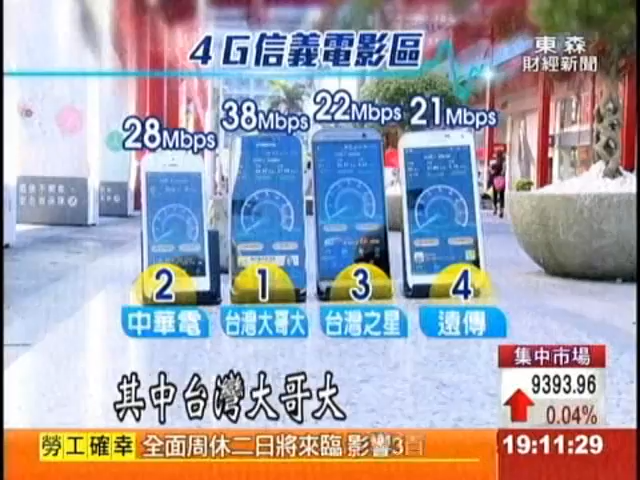 4G信義電影區
東森
財經新聞
28Mbps
38Mbps
22Mbps
21Mbps
2
1
3
4
中華電
台灣大哥大
台灣之星
遠傳
其中台灣大哥大
集中市場
9393.96
0.04%
勞工確幸
全面周休二日將來臨 影響3百
19:11:29